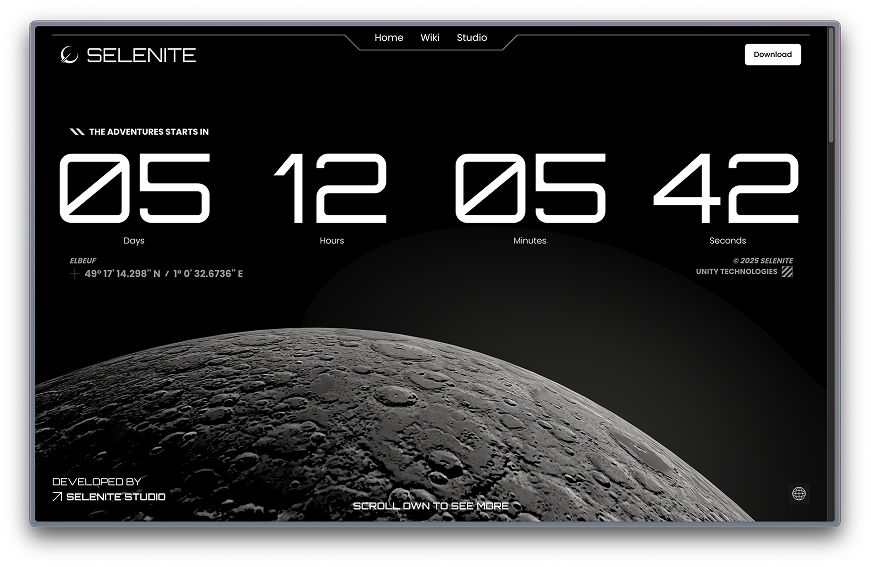 Home Wiki Studio
SELENITE
Download
THE ADVENTURES STARTS IN
05 12 05 42
Days Hours Minutes Seconds
ELBEUF
49° 17' 14.298'' N / 1° 0' 32.6736'' E
© 2025 SELENITE
UNITY TECHNOLOGIES
DEVELOPED BY
SELENITE STUDIO
SCROLL OWN TO SEE MORE